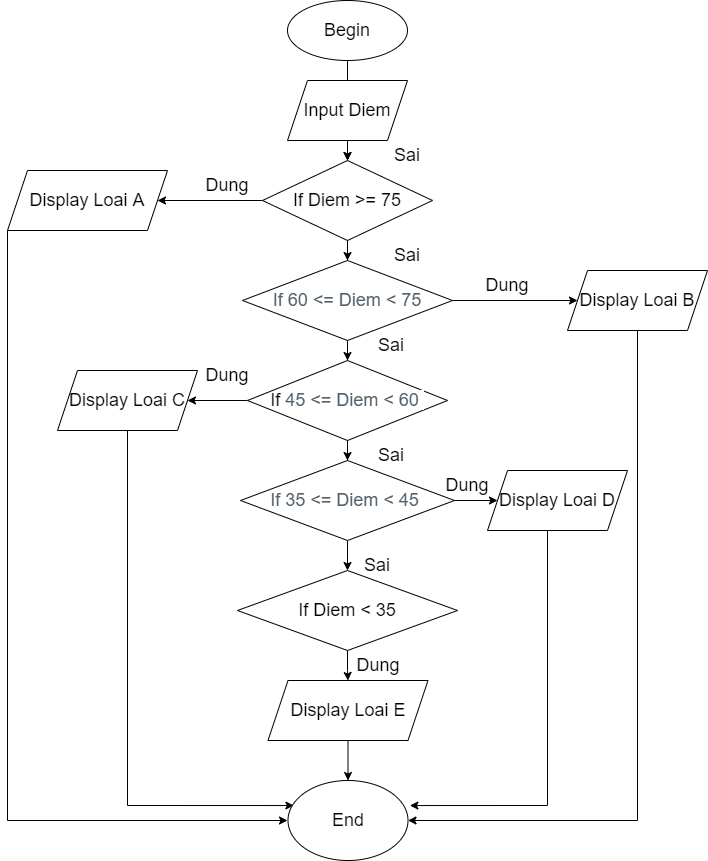 Begin
Input Diem
Sai
Dung
Display Loai A
If Diem >= 75
Sai
If 60 <= Diem < 75
Dung
Display Loai B
Sai
Dung
Display Loai C
If 45 <= Diem < 60
Sai
If 35 <= Diem < 45
Dung
Display Loai D
Sai
If Diem < 35
Dung
Display Loai E
End